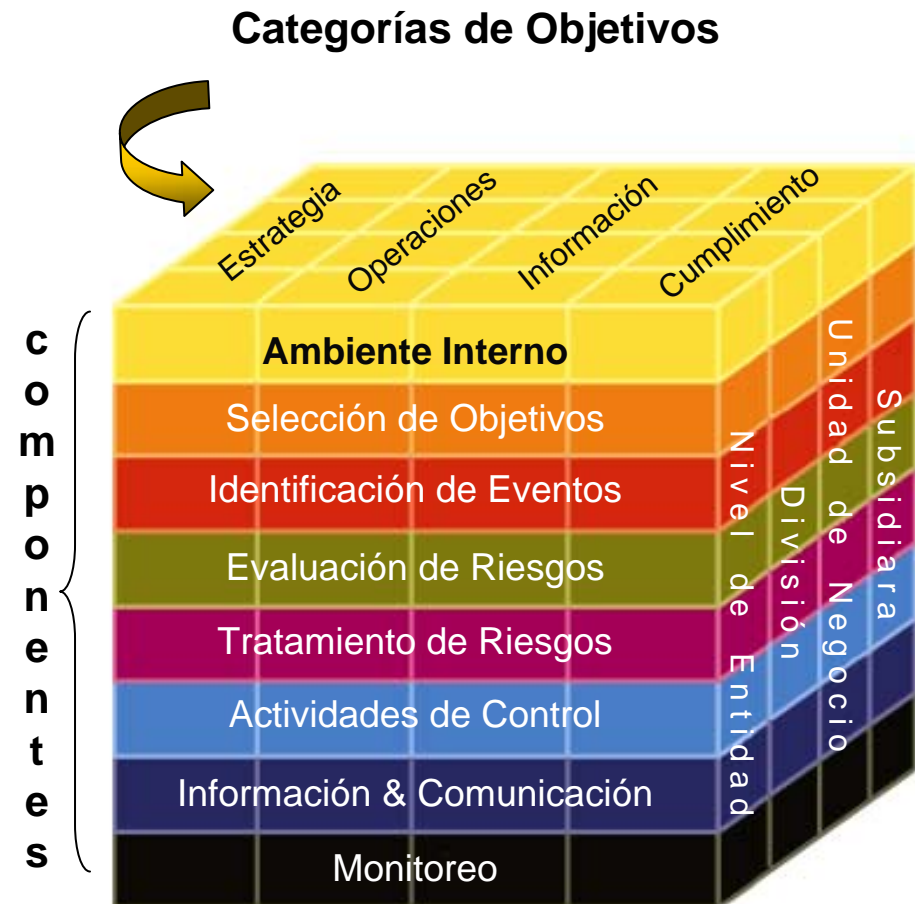 Categorías de Objetivos
Estrategia
Operaciones
Información
Cumplimiento
componentes
Ambiente Interno
Selección de Objetivos
Identificación de Eventos
Evaluación de Riesgos
Tratamiento de Riesgos
Actividades de Control
Información & Comunicación
Monitoreo
Nivel de Entidad
División
Unidad de Negocio
Subsidiara